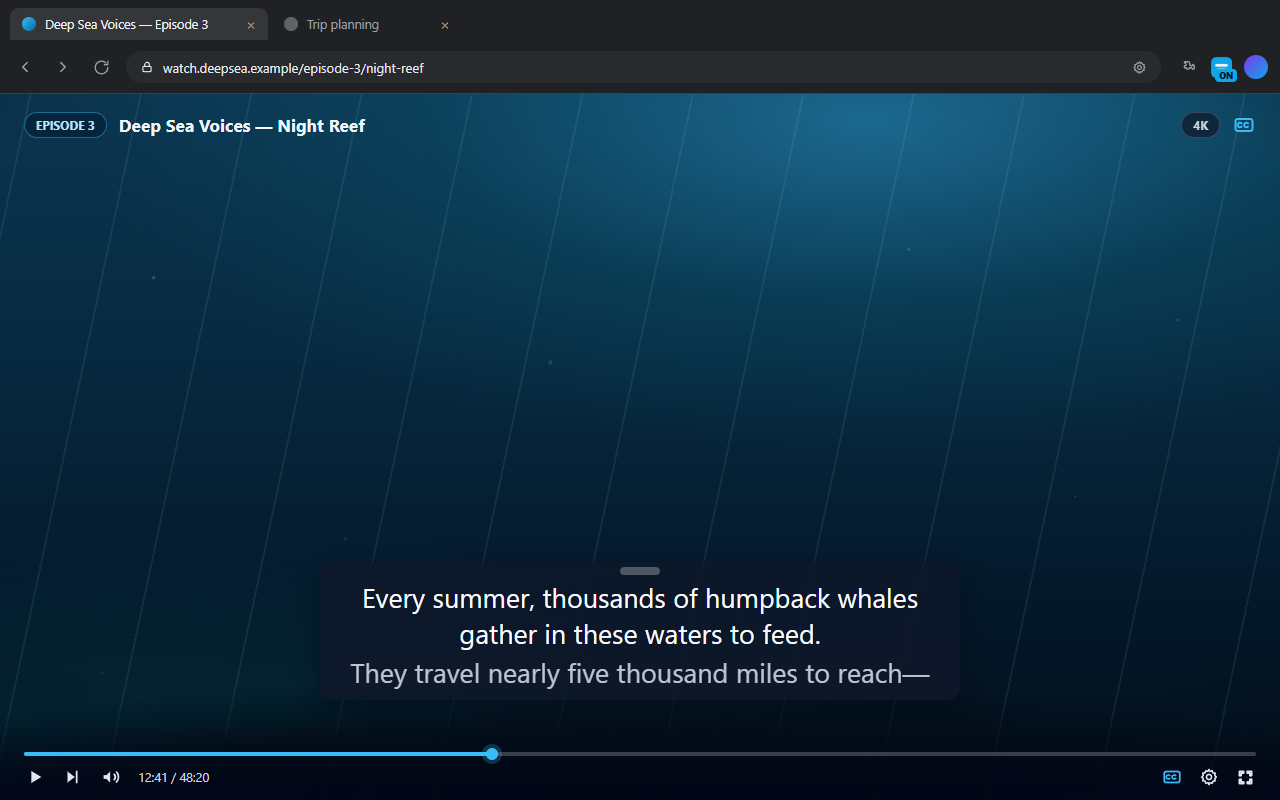 Deep Sea Voices — Episode 3
Trip planning
watch.deepsea.example/episode-3/night-reef
ON
EPISODE 3
Deep Sea Voices — Night Reef
4K
CC
Every summer, thousands of humpback whales
gather in these waters to feed.
They travel nearly five thousand miles to reach—
12:41 / 48:20
CC